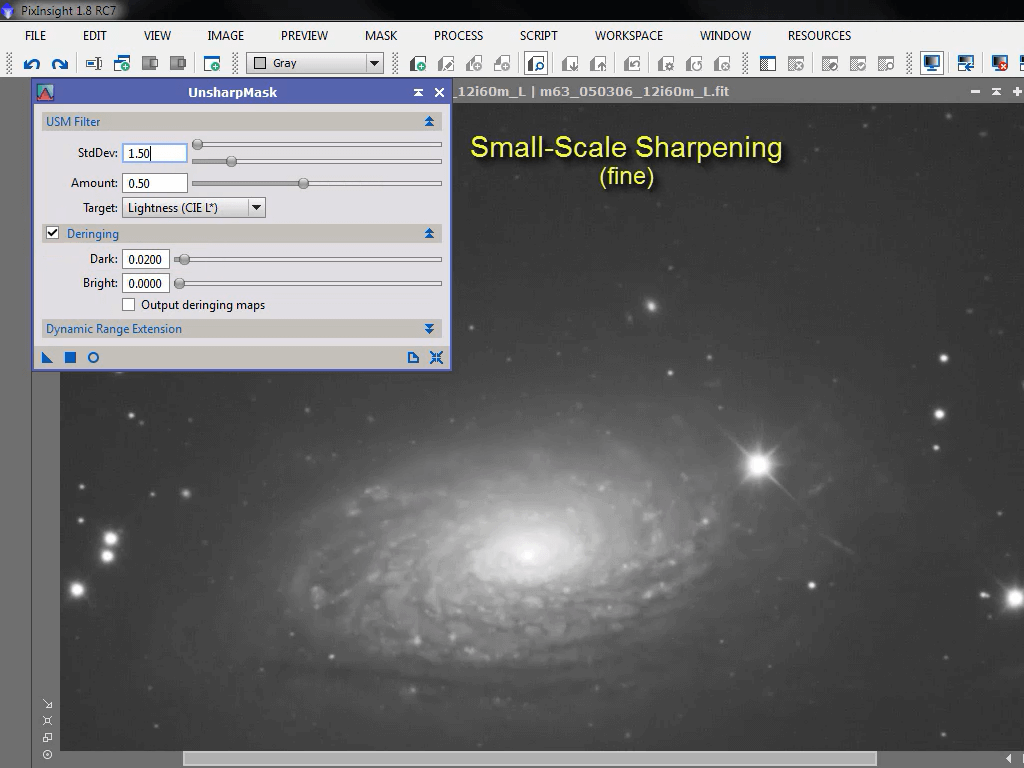 PixInsight 1.8 RC7
FILE EDIT VIEW IMAGE PREVIEW MASK PROCESS SCRIPT WORKSPACE WINDOW RESOURCES
Gray
UnsharpMask
_12i60m_L | m63_050306_12i60m_L.fit
USM Filter
StdDev: 1.50
Amount: 0.50
Target: Lightness (CIE L*)
Deringing
Dark: 0.0200
Bright: 0.0000
Output deringing maps
Dynamic Range Extension
Small-Scale Sharpening
(fine)